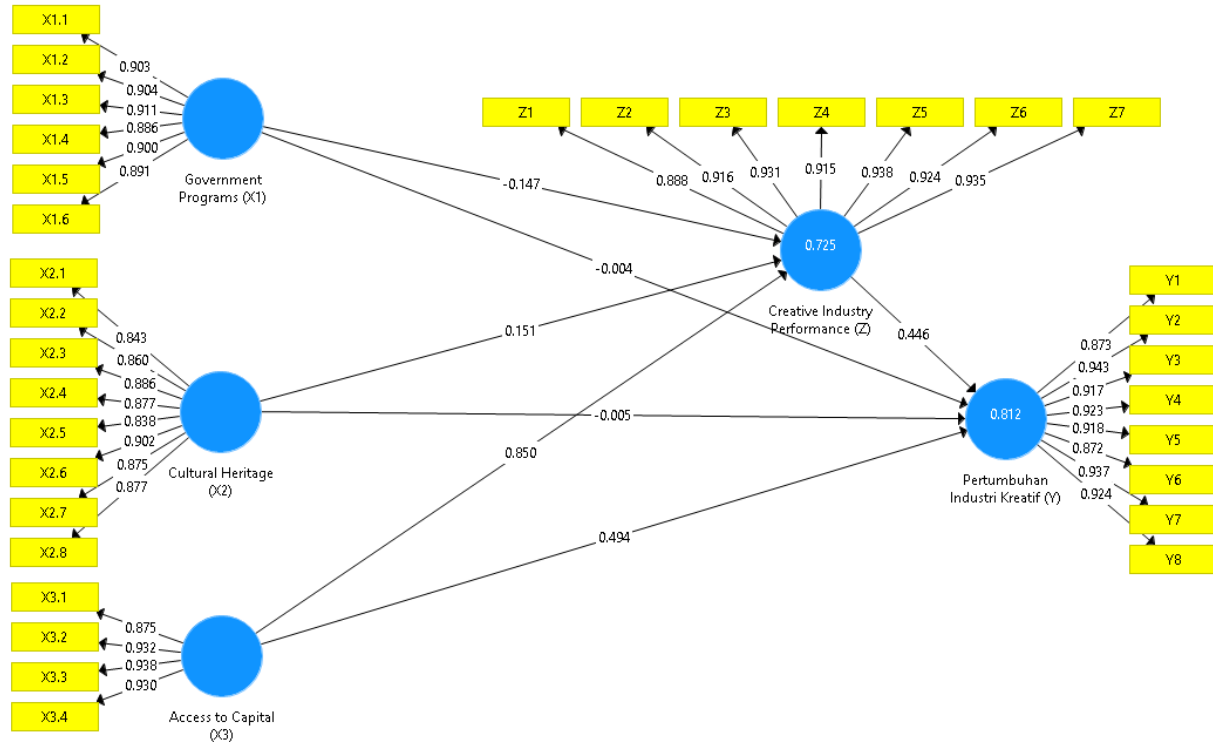 X1.1
X1.2
X1.3
X1.4
X1.5
X1.6
0.903
0.904
0.911
0.886
0.900
0.891
Government
Programs (X1)
X2.1
X2.2
X2.3
X2.4
X2.5
X2.6
X2.7
X2.8
0.843
0.860
0.886
0.877
0.838
0.902
0.875
0.877
Cultural Heritage
(X2)
X3.1
X3.2
X3.3
X3.4
0.875
0.932
0.938
0.930
Access to Capital
(X3)
-0.147
-0.004
0.151
-0.005
0.850
0.494
Z1 Z2 Z3 Z4 Z5 Z6 Z7
0.888 0.916 0.931 0.915 0.938 0.924 0.935
0.725
Creative Industry
Performance (Z)
0.446
0.812
Pertumbuhan
Industri Kreatif (Y)
0.873
0.943
0.917
0.923
0.918
0.872
0.937
0.924
Y1
Y2
Y3
Y4
Y5
Y6
Y7
Y8